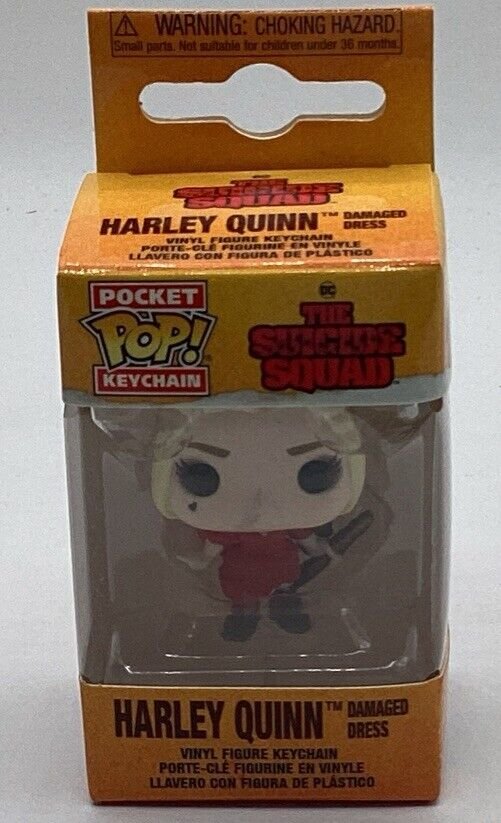 ⚠ WARNING: CHOKING HAZARD.
Small parts. Not suitable for children under 36 months.
DC
THE
SUICIDE
SQUAD
HARLEY QUINN™ DAMAGED DRESS
VINYL FIGURE KEYCHAIN
PORTE-CLÉ FIGURINE EN VINYLE
LLAVERO CON FIGURA DE PLÁSTICO
POCKET
POP!
KEYCHAIN
DC
THE
SUICIDE
SQUAD™
HARLEY QUINN™ DAMAGED DRESS
VINYL FIGURE KEYCHAIN
PORTE-CLÉ FIGURINE EN VINYLE
LLAVERO CON FIGURA DE PLÁSTICO